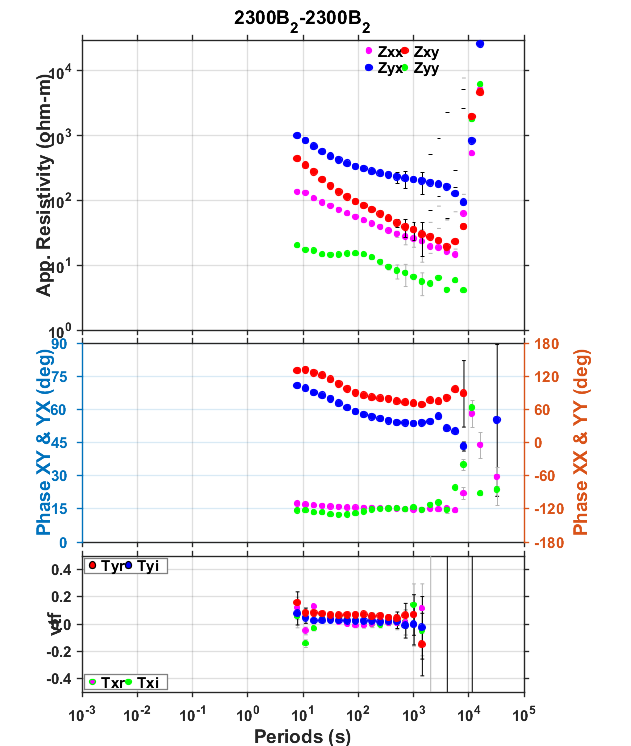 2300B_2-2300B_2
Zxx Zxy
Zyx Zyy
App. Resistivity (ohm-m)
10^4
10^3
10^2
10^1
10^0
Phase XY & YX (deg)
90
75
60
45
30
15
0
Phase XX & YY (deg)
180
120
60
0
-60
-120
-180
vtf
0.4
0.2
0.0
-0.2
-0.4
Tyr Tyi
Txr Txi
10^-3 10^-2 10^-1 10^0 10^1 10^2 10^3 10^4 10^5
Periods (s)